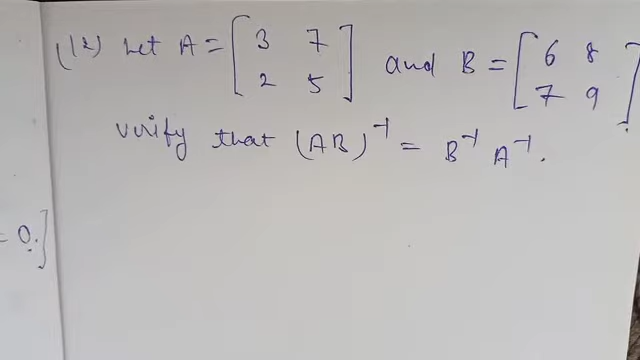 (12) Let A = [3 7 and B = [6 8
2 5] 7 9].
verify that (AB)⁻¹ = B⁻¹ A⁻¹.
= 0.]